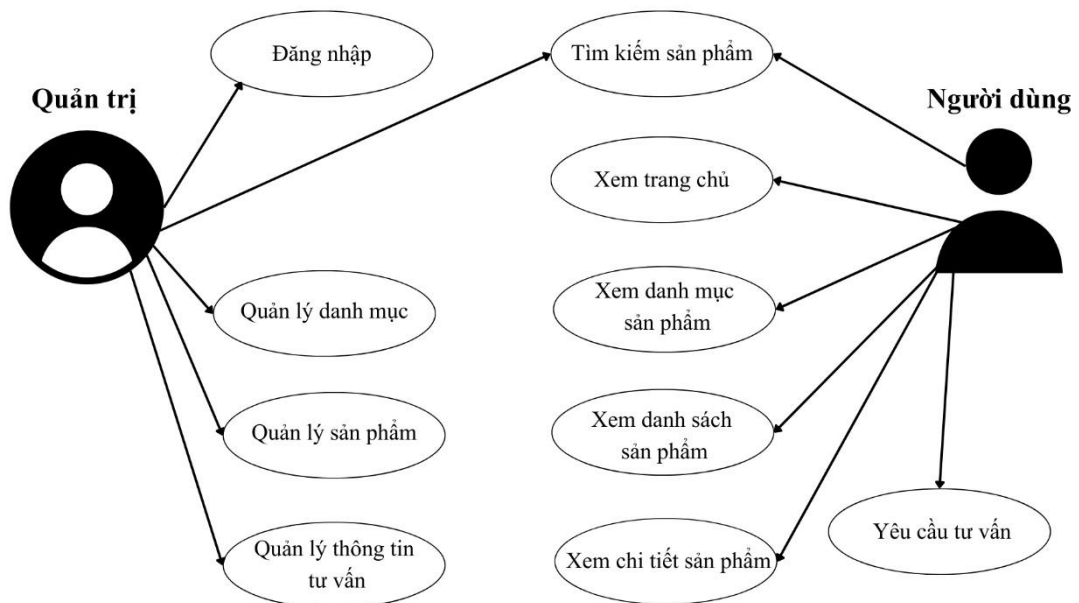 Đăng nhập
Tìm kiếm sản phẩm
Quản trị
Người dùng
Xem trang chủ
Quản lý danh mục
Xem danh mục
sản phẩm
Quản lý sản phẩm
Xem danh sách
sản phẩm
Yêu cầu tư vấn
Quản lý thông tin
tư vấn
Xem chi tiết sản phẩm